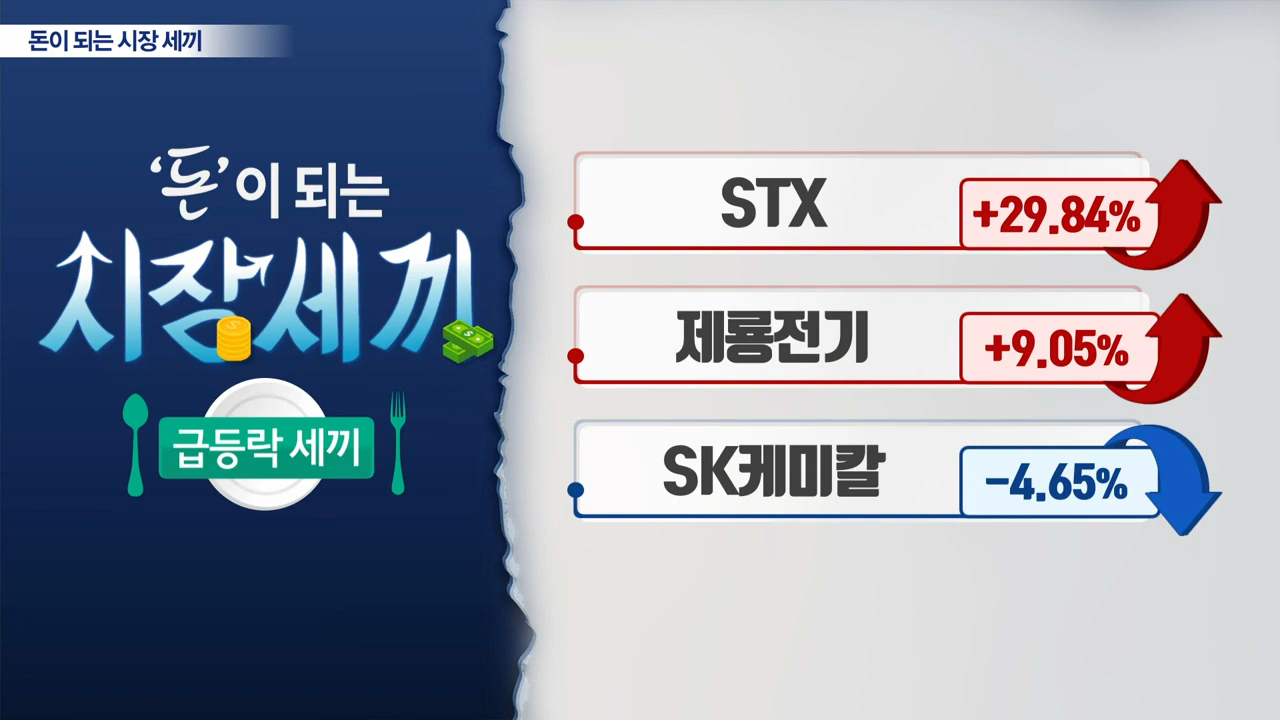 돈이 되는 시장 세끼
‘돈’이 되는
시장세끼
급등락 세끼
STX
+29.84%
제룡전기
+9.05%
SK케미칼
-4.65%